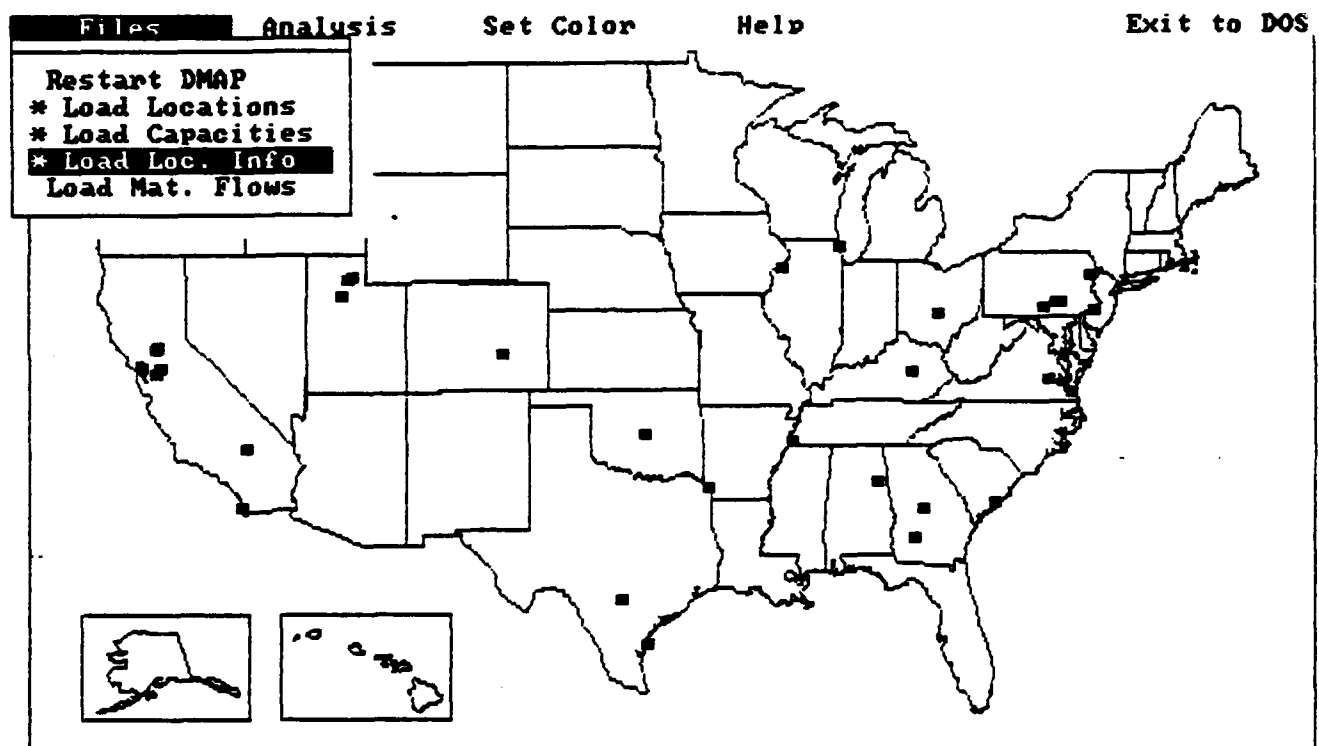 Files Analysis Set Color Help Exit to DOS
Restart DMAP
* Load Locations
* Load Capacities
* Load Loc. Info
Load Mat. Flows